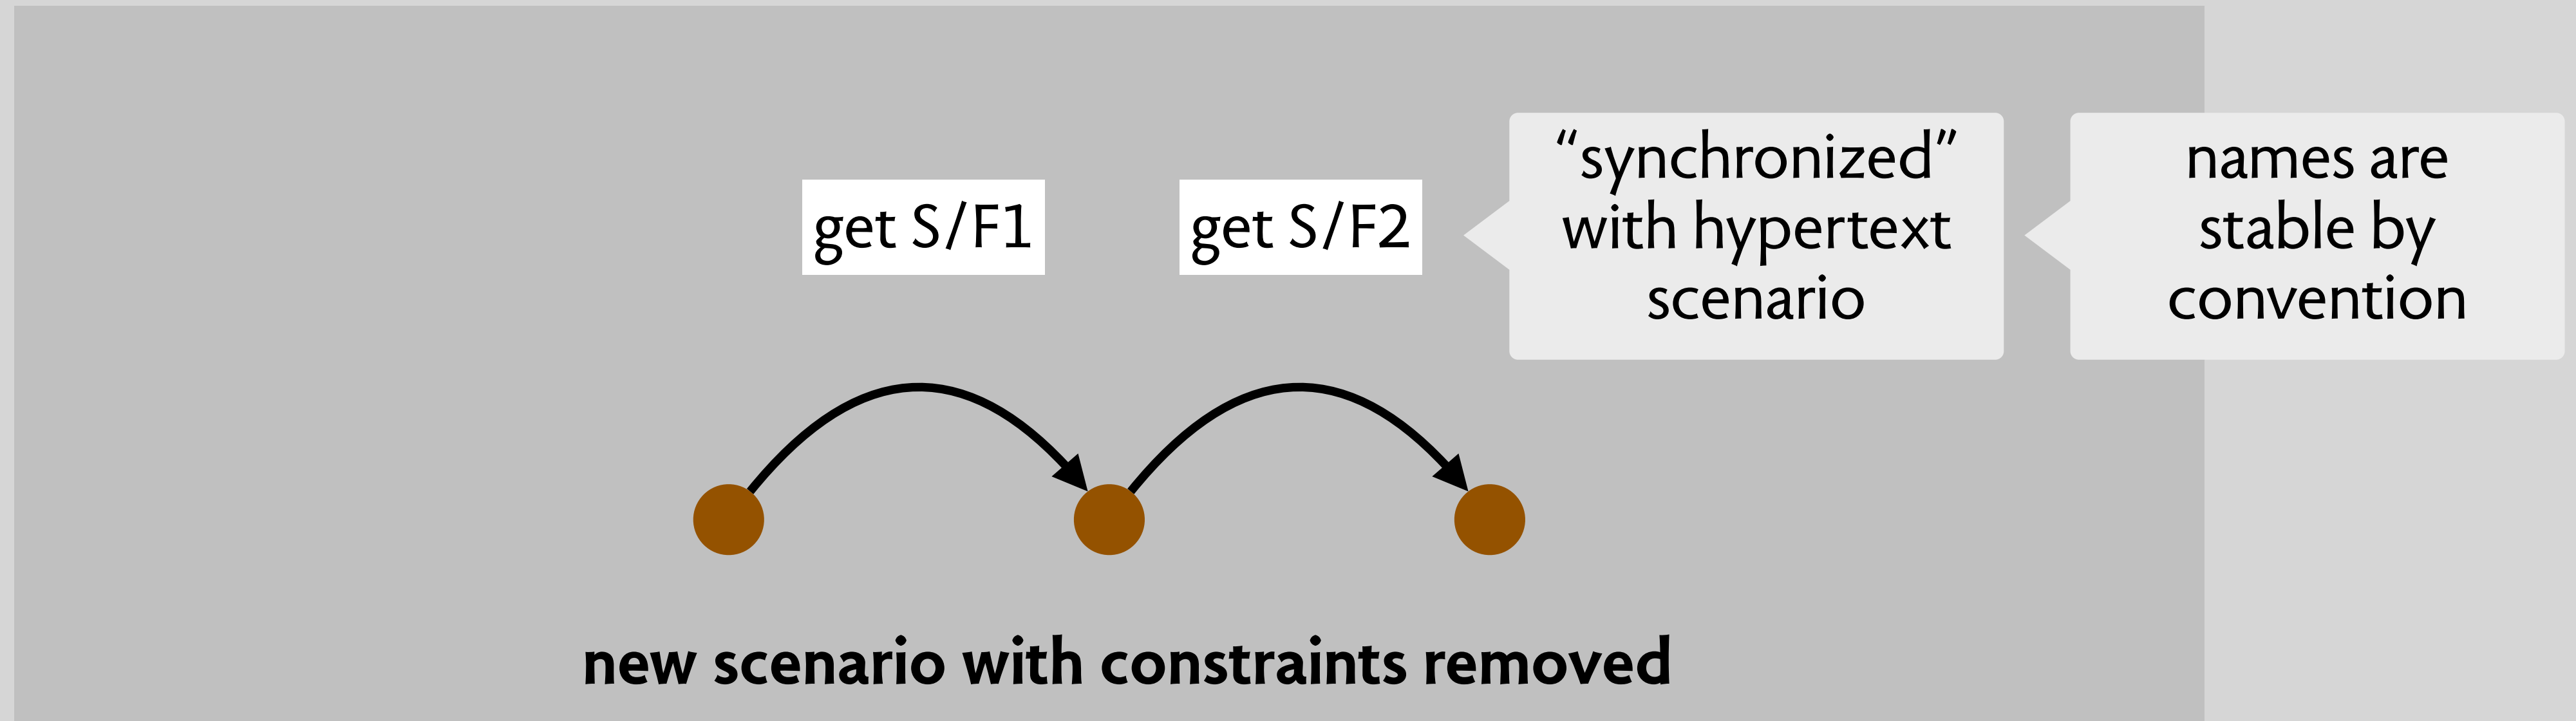 get S/F1
get S/F2
“synchronized”
with hypertext
scenario
names are
stable by
convention
new scenario with constraints removed